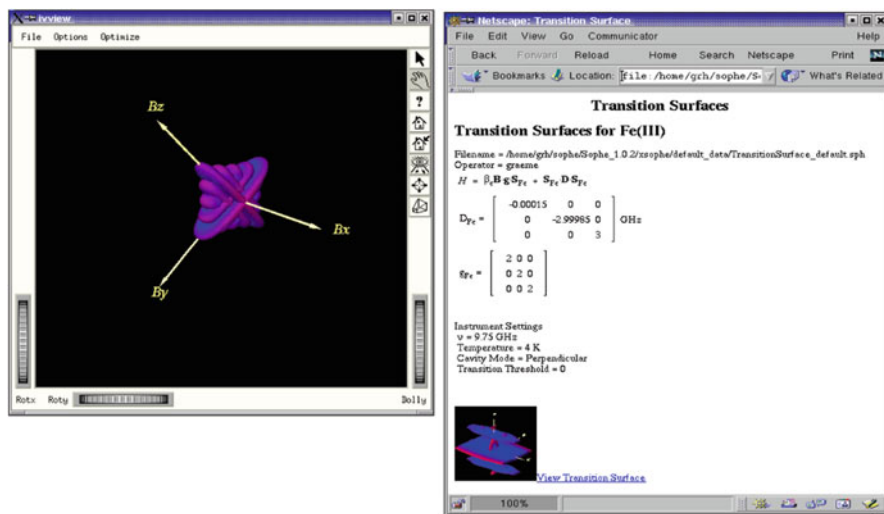 ivview
File Options Optimize
Bz
Bx
By
?
Rotx Roty Dolly
Netscape: Transition Surface
File Edit View Go Communicator Help
Back Forward Reload Home Search Netscape Print N
Bookmarks Location: file:/home/grh/sophe/S What's Related
Transition Surfaces
Transition Surfaces for Fe(III)
Filename = /home/grh/sophe/Sophe_1.0.2/xsophe/default_data/TransitionSurface_default.sph
Operator = graeme
H = βeB g SFe + SFe D SFe
DFe = [ -0.00015 0 0
0 -2.99985 0
0 0 3 ] GHz
gFe = [ 2 0 0
0 2 0
0 0 2 ]
Instrument Settings
ν = 9.75 GHz
Temperature = 4 K
Cavity Mode = Perpendicular
Transition Threshold = 0
View Transition Surface
100%